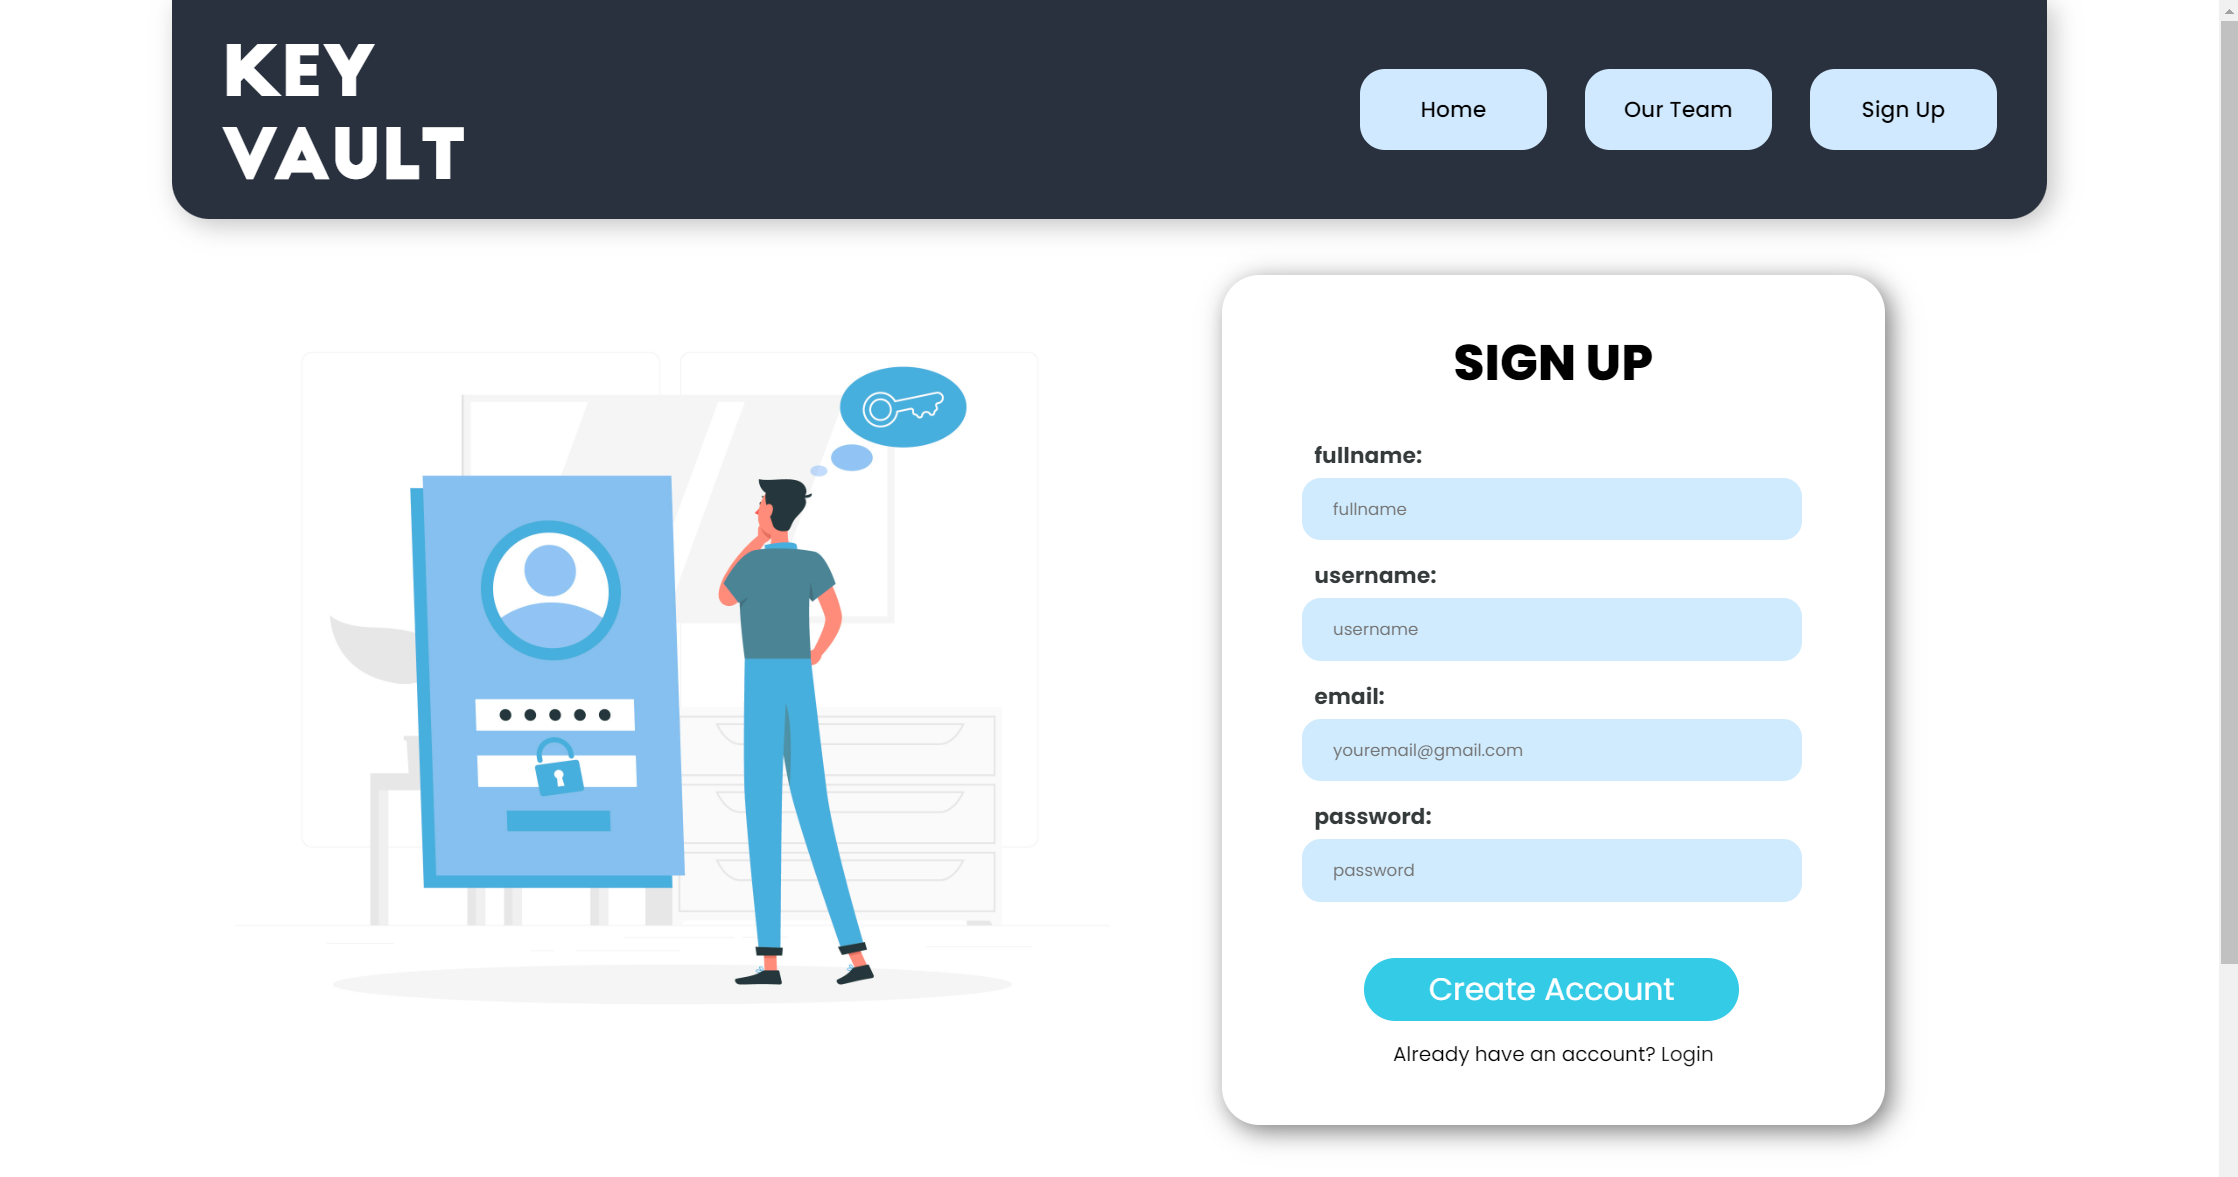 KEY
VAULT
Home
Our Team
Sign Up
SIGN UP
fullname:
fullname
username:
username
email:
youremail@gmail.com
password:
password
Create Account
Already have an account? Login